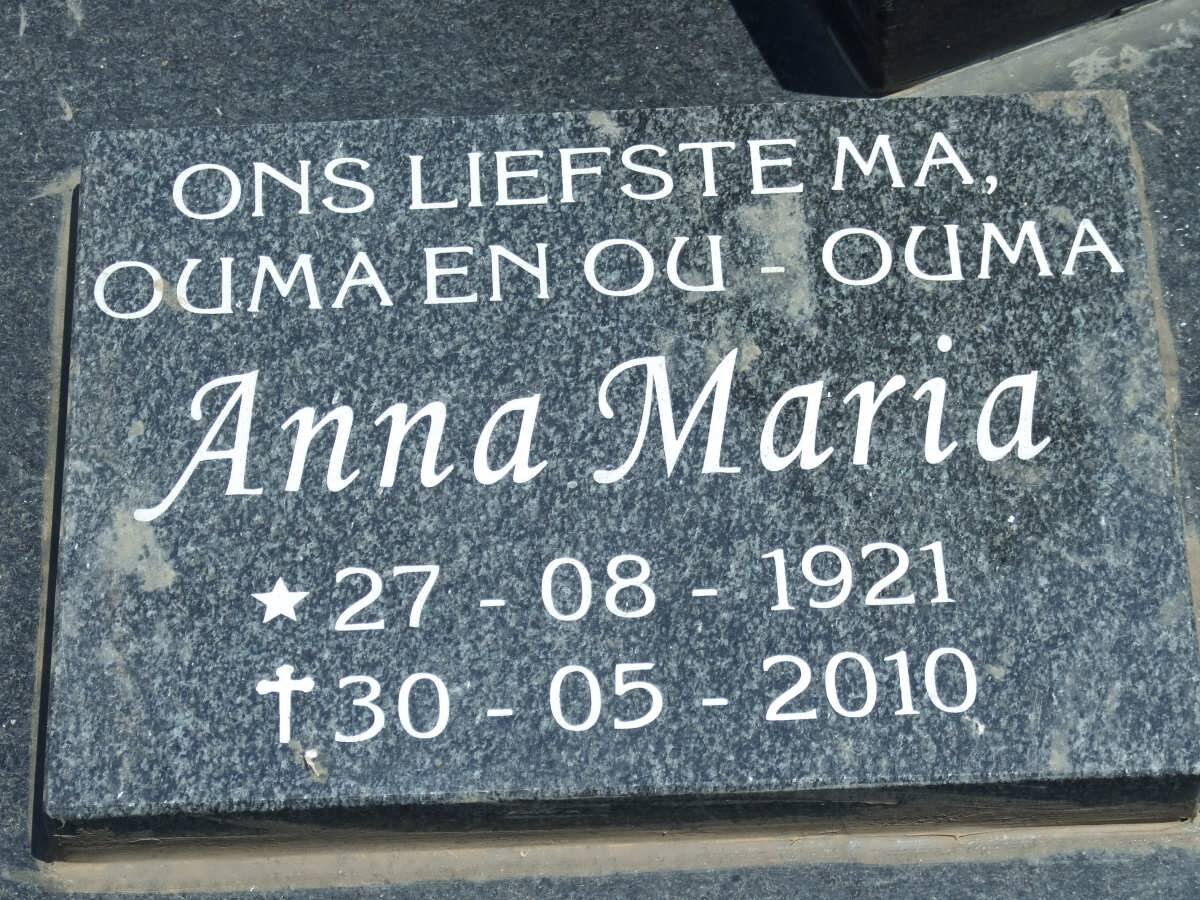 ONS LIEFSTE MA,
OUMA EN OU - OUMA
Anna Maria
★ 27 - 08 - 1921
✝ 30 - 05 - 2010